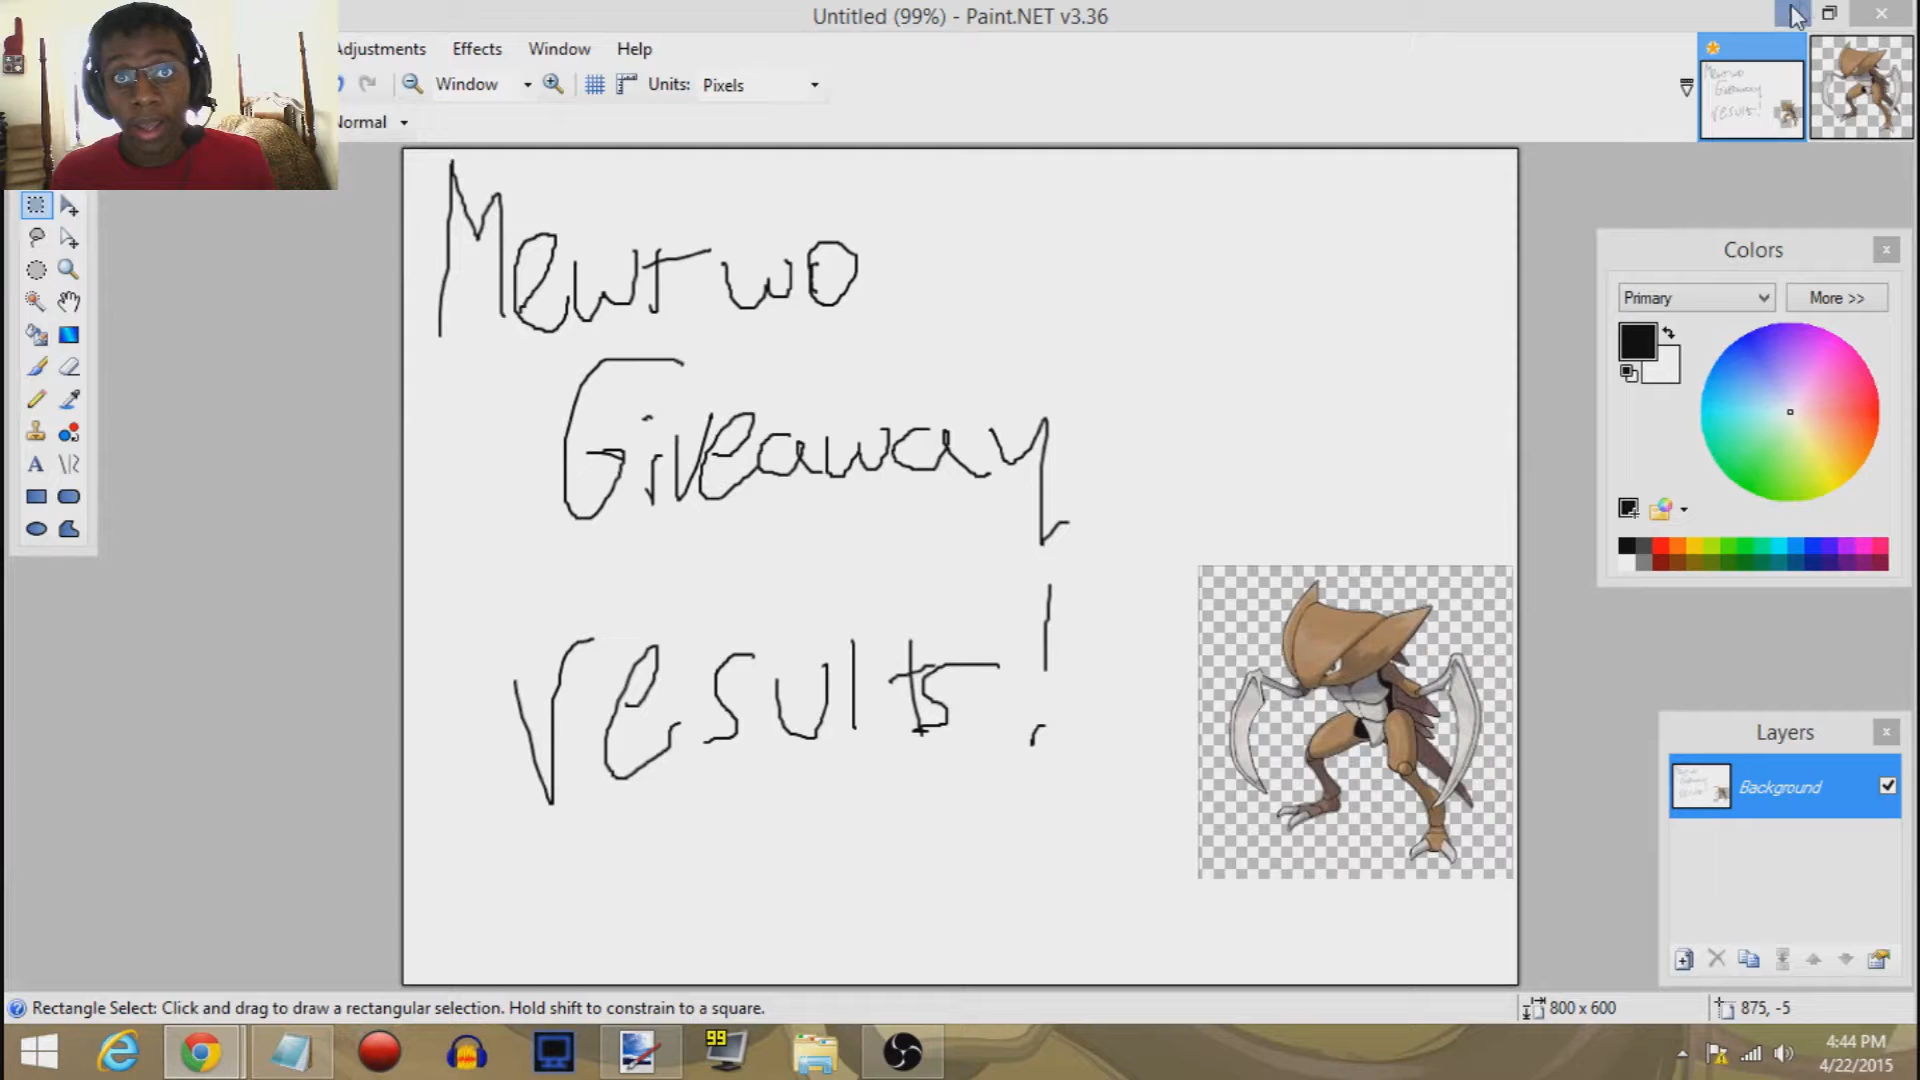 Untitled (99%) - Paint.NET v3.36
Adjustments Effects Window Help
Window Units: Pixels
Normal
Mewtwo
Giveaway
results!
Colors
Primary
More >>
Layers
Background
Rectangle Select: Click and drag to draw a rectangular selection. Hold shift to constrain to a square.
800 x 600
875, -5
99
4:44 PM
4/22/2015